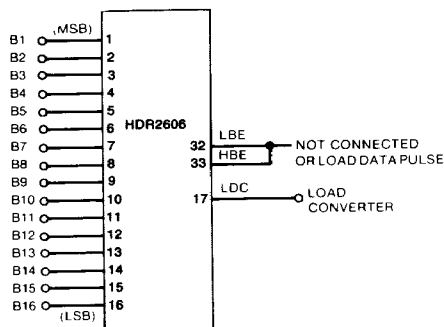 B1 (MSB) 1
B2 2
B3 3
B4 4
B5 5
B6 6
B7 7
B8 8
B9 9
B10 10
B11 11
B12 12
B13 13
B14 14
B15 15
B16 (LSB) 16
HDR2606
32 LBE
33 HBE
NOT CONNECTED
OR LOAD DATA PULSE
17 LDC
LOAD
CONVERTER